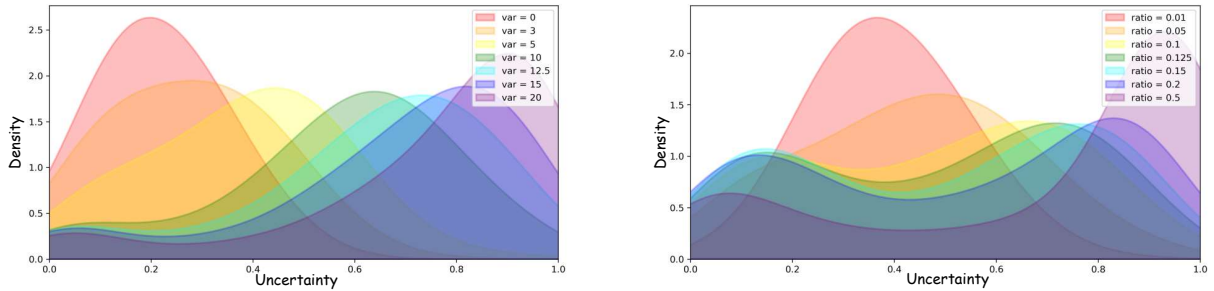 var = 0
var = 3
var = 5
var = 10
var = 12.5
var = 15
var = 20
Density
2.5
2.0
1.5
1.0
0.5
0.0
0.0 0.2 0.4 0.6 0.8 1.0
Uncertainty
ratio = 0.01
ratio = 0.05
ratio = 0.1
ratio = 0.125
ratio = 0.15
ratio = 0.2
ratio = 0.5
Density
2.0
1.5
1.0
0.5
0.0
0.0 0.2 0.4 0.6 0.8 1.0
Uncertainty